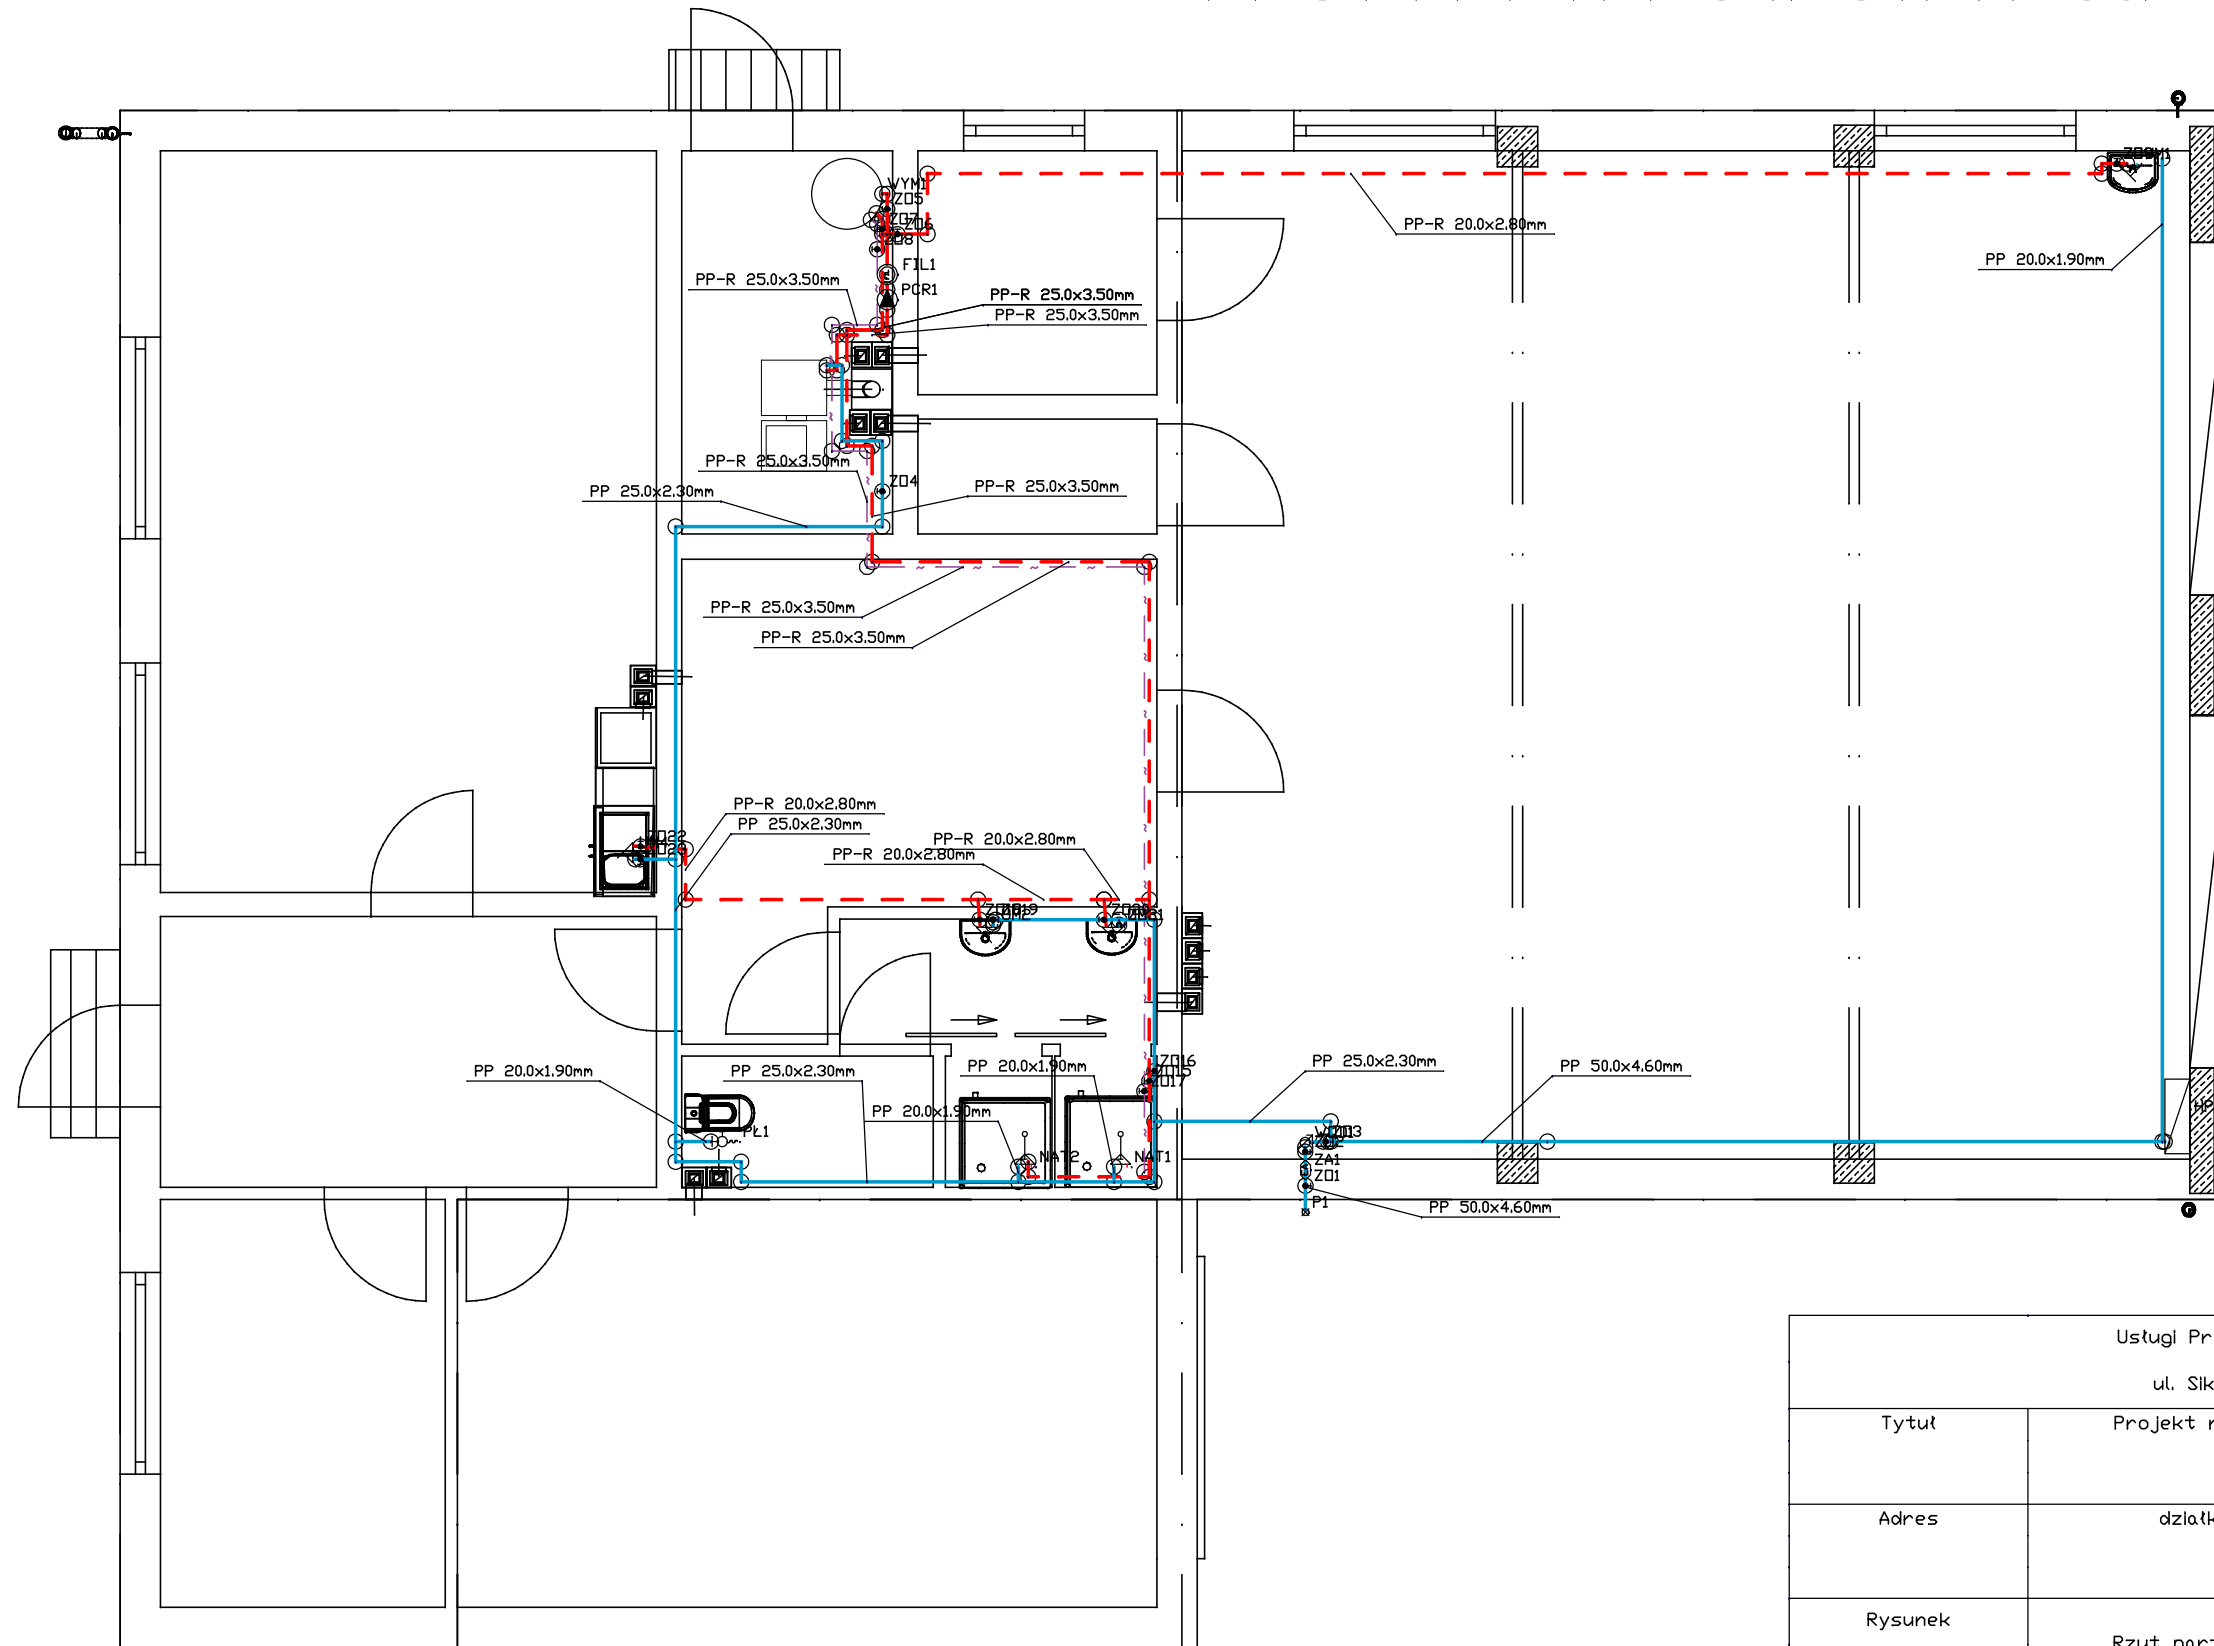 WYM1
ZO5
ZO7
ZO6
ZO8
FIL1
PCR1
PP-R 25.0x3.50mm
PP-R 25.0x3.50mm
PP-R 25.0x3.50mm
PP-R 20.0x2.80mm
PP 20.0x1.90mm
PP-R 25.0x3.50mm
PP 25.0x2.30mm
ZO4
PP-R 25.0x3.50mm
PP-R 25.0x3.50mm
PP-R 25.0x3.50mm
PP-R 20.0x2.80mm
PP 25.0x2.30mm
PP-R 20.0x2.80mm
PP-R 20.0x2.80mm
ZO22
PP 20.0x1.90mm
PP 25.0x2.30mm
PP 20.0x1.90mm
PP 20.0x1.90mm
ZO16
ZO15
ZO17
PP 25.0x2.30mm
PP 50.0x4.60mm
PŁ1
NAT2
NAT1
ZA1
ZO1
P1
PP 50.0x4.60mm
HP
Usługi Pr
ul. Sik
Tytuł
Projekt
Adres
działk
Rysunek
Rzut